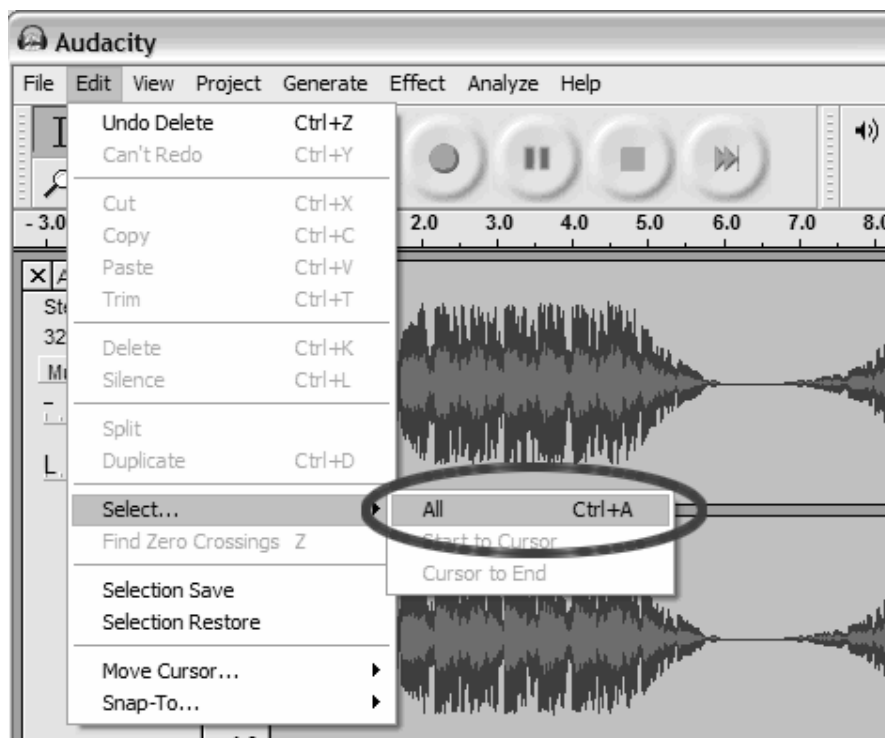 Audacity
File Edit View Project Generate Effect Analyze Help
Undo Delete Ctrl+Z
Can't Redo Ctrl+Y
Cut Ctrl+X
- 3.0 2.0 3.0 4.0 5.0 6.0 7.0 8.0
Copy Ctrl+C
Paste Ctrl+V
Trim Ctrl+T
32
Delete Ctrl+K
Silence Ctrl+L
Split
Duplicate Ctrl+D
L
Select... All Ctrl+A
Find Zero Crossings Z Start to Cursor
Cursor to End
Selection Save
Selection Restore
Move Cursor...
Snap-To...